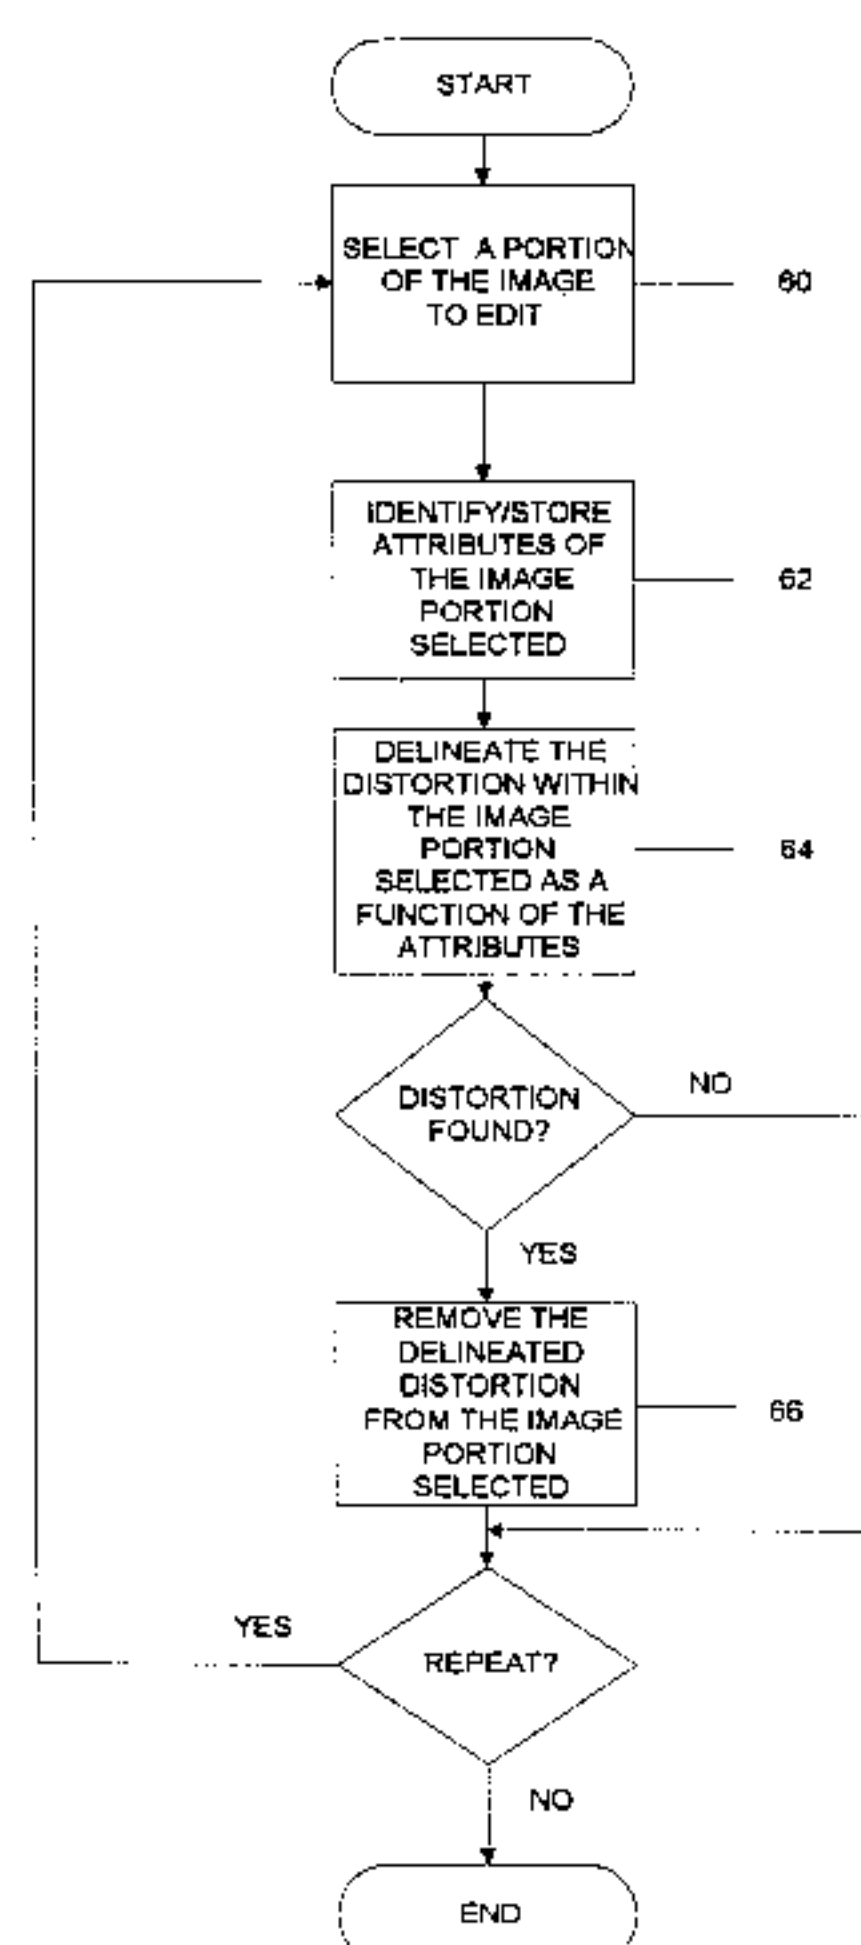 START
SELECT A PORTION
OF THE IMAGE
TO EDIT
60
IDENTIFY/STORE
ATTRIBUTES OF
THE IMAGE
PORTION
SELECTED
62
DELINEATE THE
DISTORTION WITHIN
THE IMAGE
PORTION
SELECTED AS A
FUNCTION OF THE
ATTRIBUTES
64
DISTORTION
FOUND?
NO
YES
REMOVE THE
DELINEATED
DISTORTION
FROM THE IMAGE
PORTION
SELECTED
66
YES
REPEAT?
NO
END